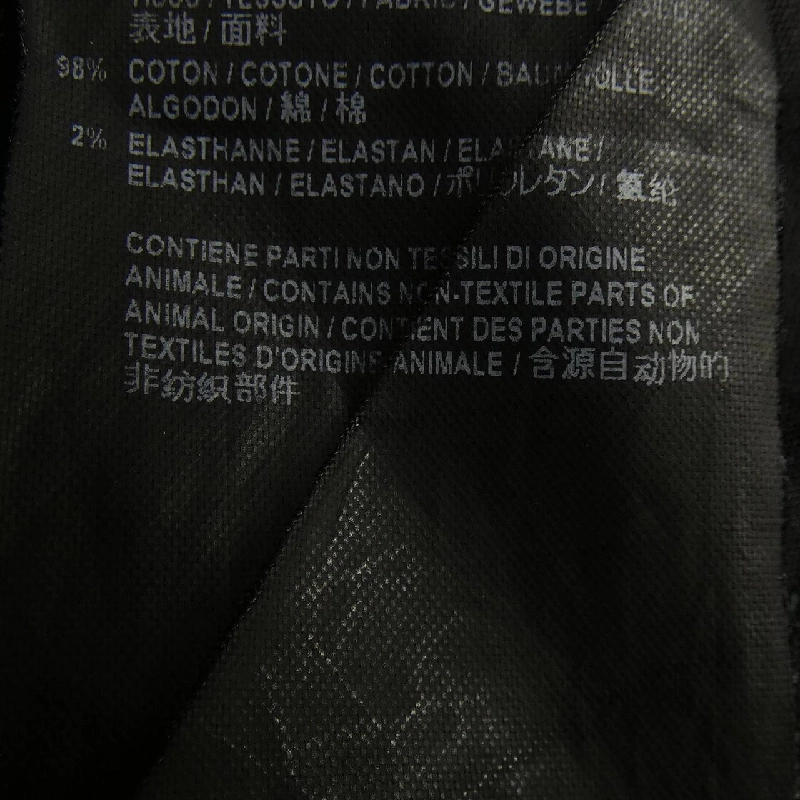 TESSUTO / FABRIC / GEWEBE
表地 / 面料
98% COTON / COTONE / COTTON / BAUMWOLLE
ALGODON / 綿 / 棉
2% ELASTHANNE / ELASTAN / ELASTANE /
ELASTHAN / ELASTANO / ポリウレタン / 氨纶
CONTIENE PARTI NON TESSILI DI ORIGINE
ANIMALE / CONTAINS NON-TEXTILE PARTS OF
ANIMAL ORIGIN / CONTIENT DES PARTIES NON
TEXTILES D'ORIGINE ANIMALE / 含源自动物的
非纺织部件